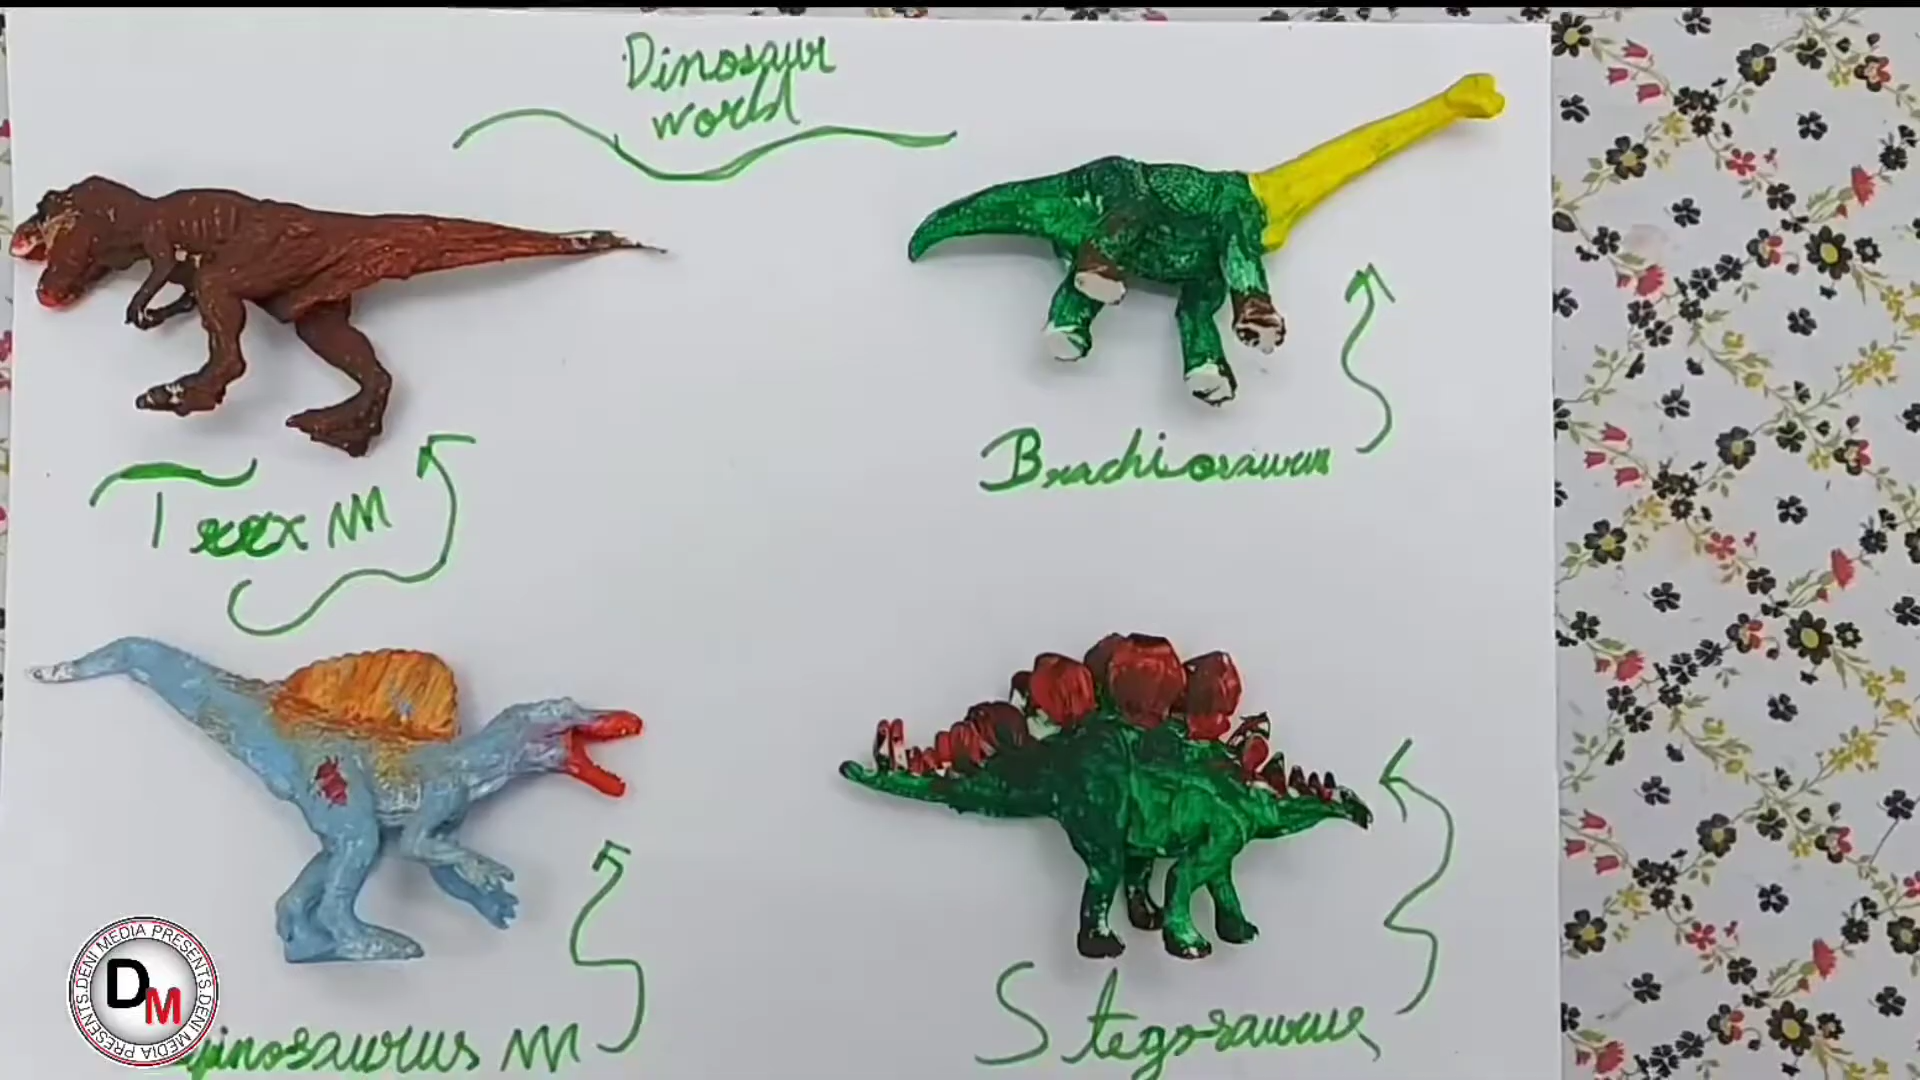 Dinosaur
world
Brachiosaurus
T rex
DENI MEDIA PRESENTS.DENI MEDIA PRESENTS.
DM
pinosaurus
Stegosaurus